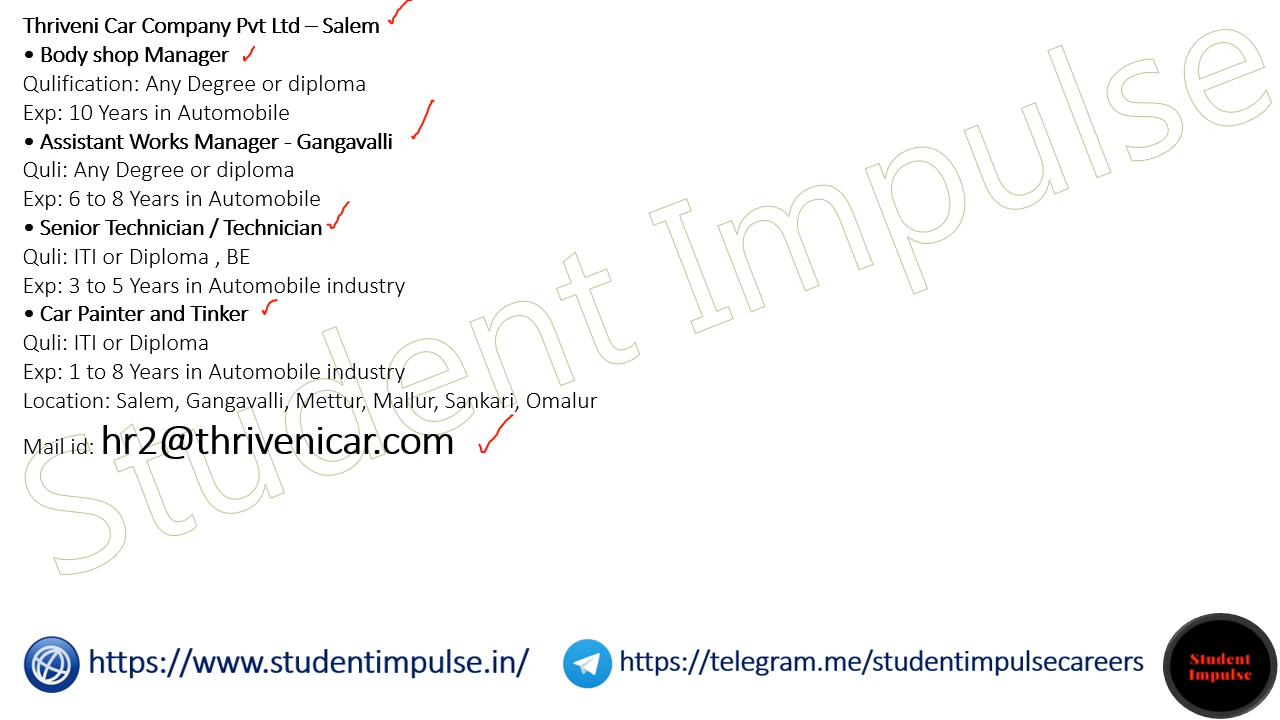 Thriveni Car Company Pvt Ltd – Salem
• Body shop Manager
Qulification: Any Degree or diploma
Exp: 10 Years in Automobile
• Assistant Works Manager - Gangavalli
Quli: Any Degree or diploma
Exp: 6 to 8 Years in Automobile
• Senior Technician / Technician
Quli: ITI or Diploma , BE
Exp: 3 to 5 Years in Automobile industry
• Car Painter and Tinker
Quli: ITI or Diploma
Exp: 1 to 8 Years in Automobile industry
Location: Salem, Gangavalli, Mettur, Mallur, Sankari, Omalur
Mail id: hr2@thrivenicar.com
Student Impulse
https://www.studentimpulse.in/
https://telegram.me/studentimpulsecareers
Student
Impulse